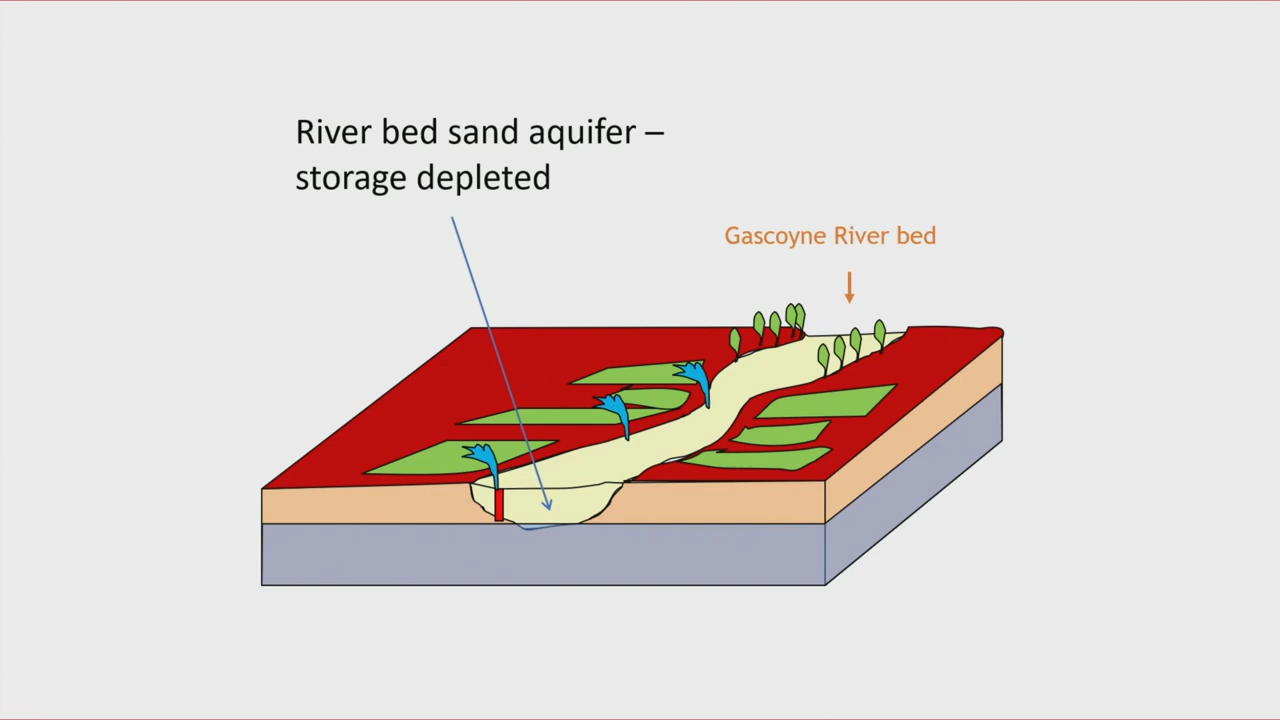 River bed sand aquifer –
storage depleted
Gascoyne River bed